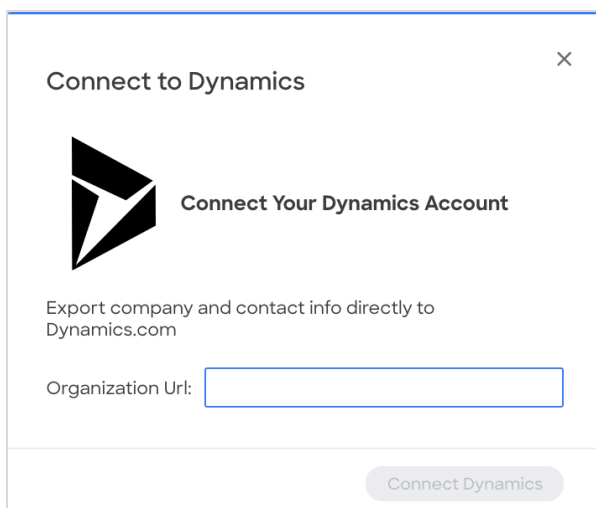 Connect to Dynamics
Connect Your Dynamics Account
Export company and contact info directly to
Dynamics.com
Organization Url:
Connect Dynamics